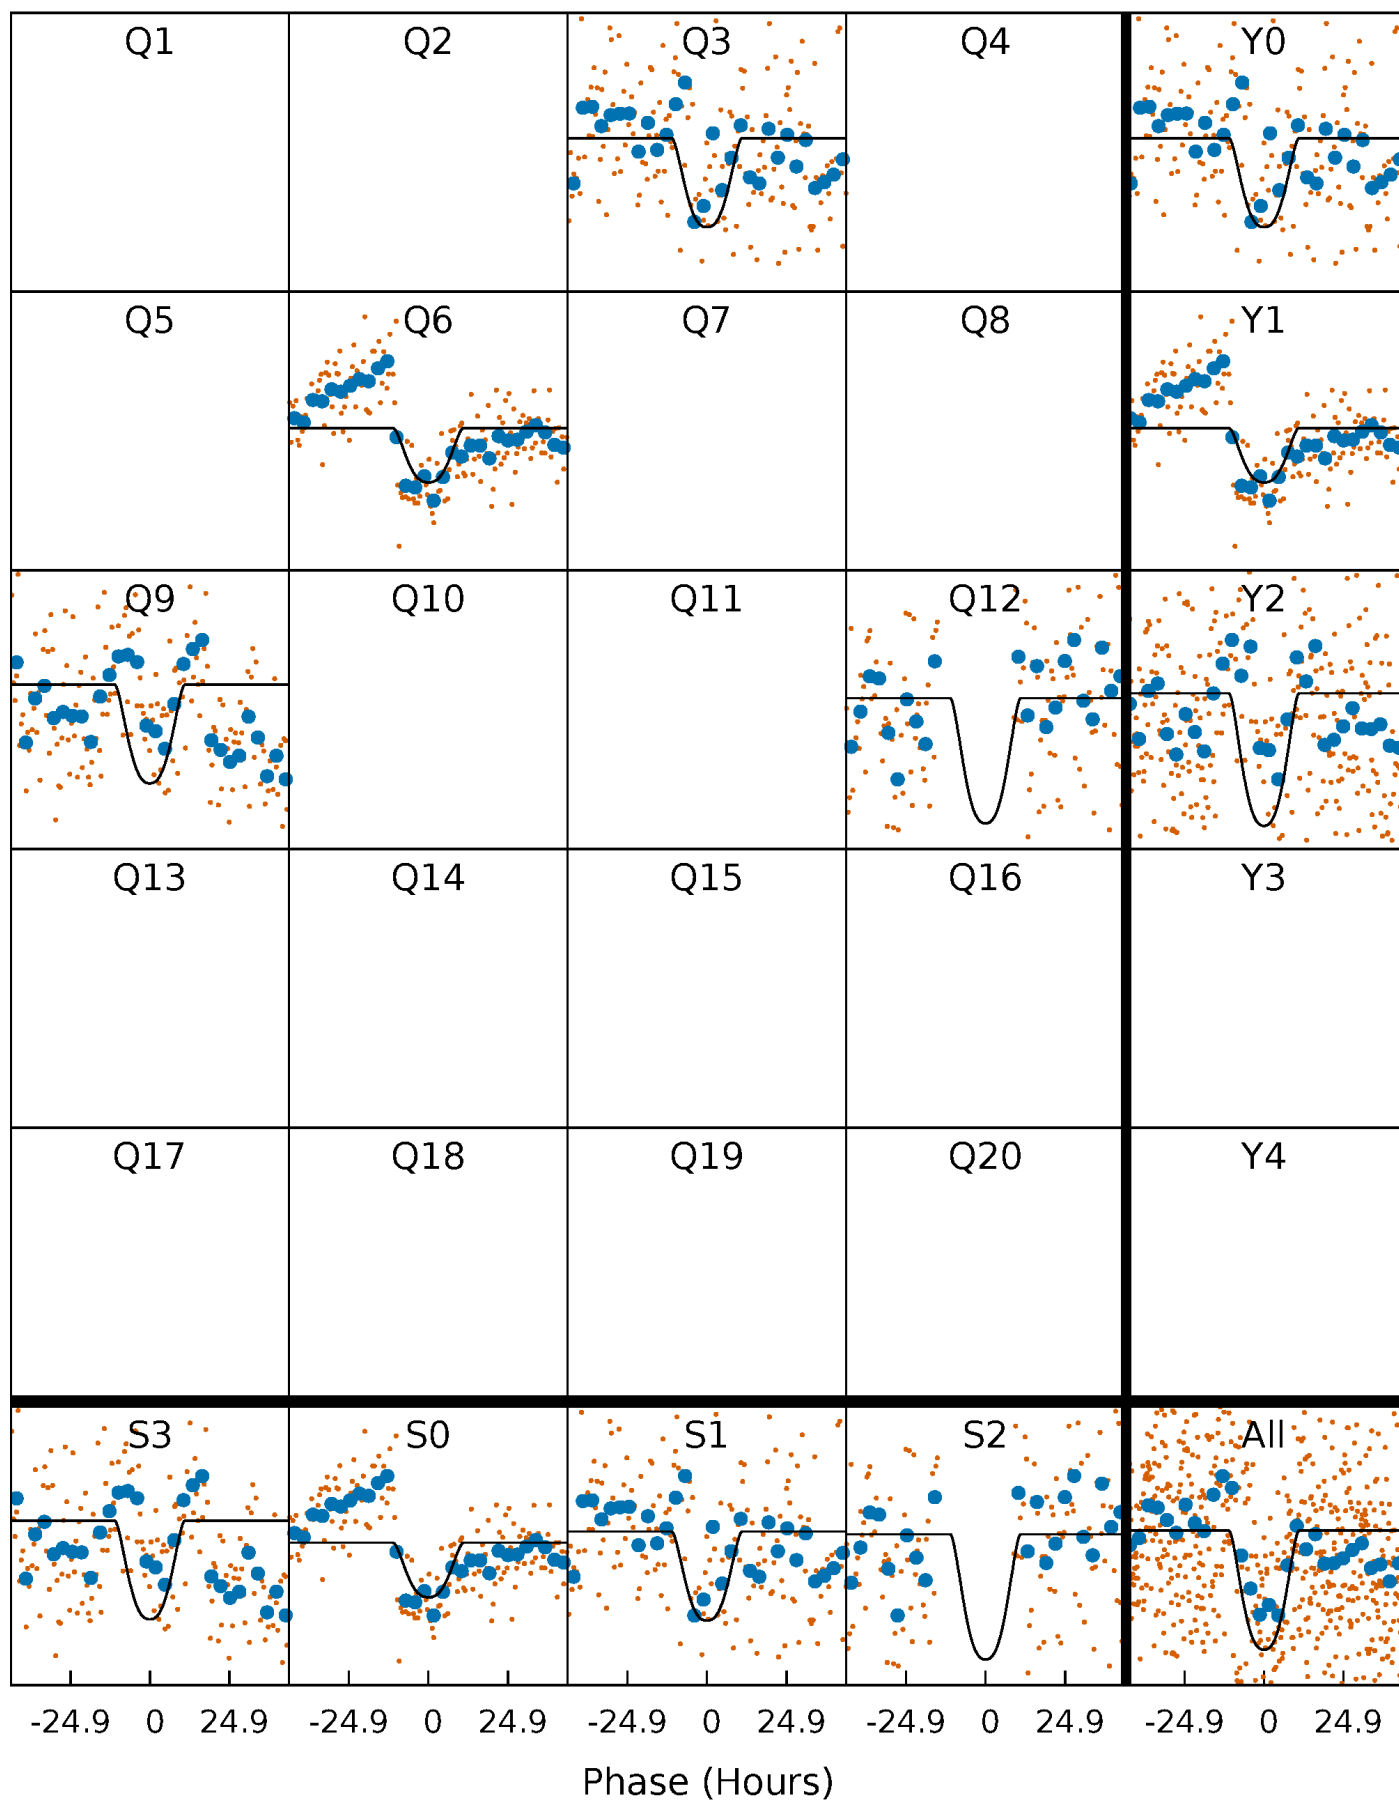 Q1 Q2 Q3 Q4 Y0
Q5 Q6 Q7 Q8 Y1
Q9 Q10 Q11 Q12 Y2
Q13 Q14 Q15 Q16 Y3
Q17 Q18 Q19 Q20 Y4
S3 S0 S1 S2 All
-24.9 0 24.9 -24.9 0 24.9 -24.9 0 24.9 -24.9 0 24.9 -24.9 0 24.9
Phase (Hours)